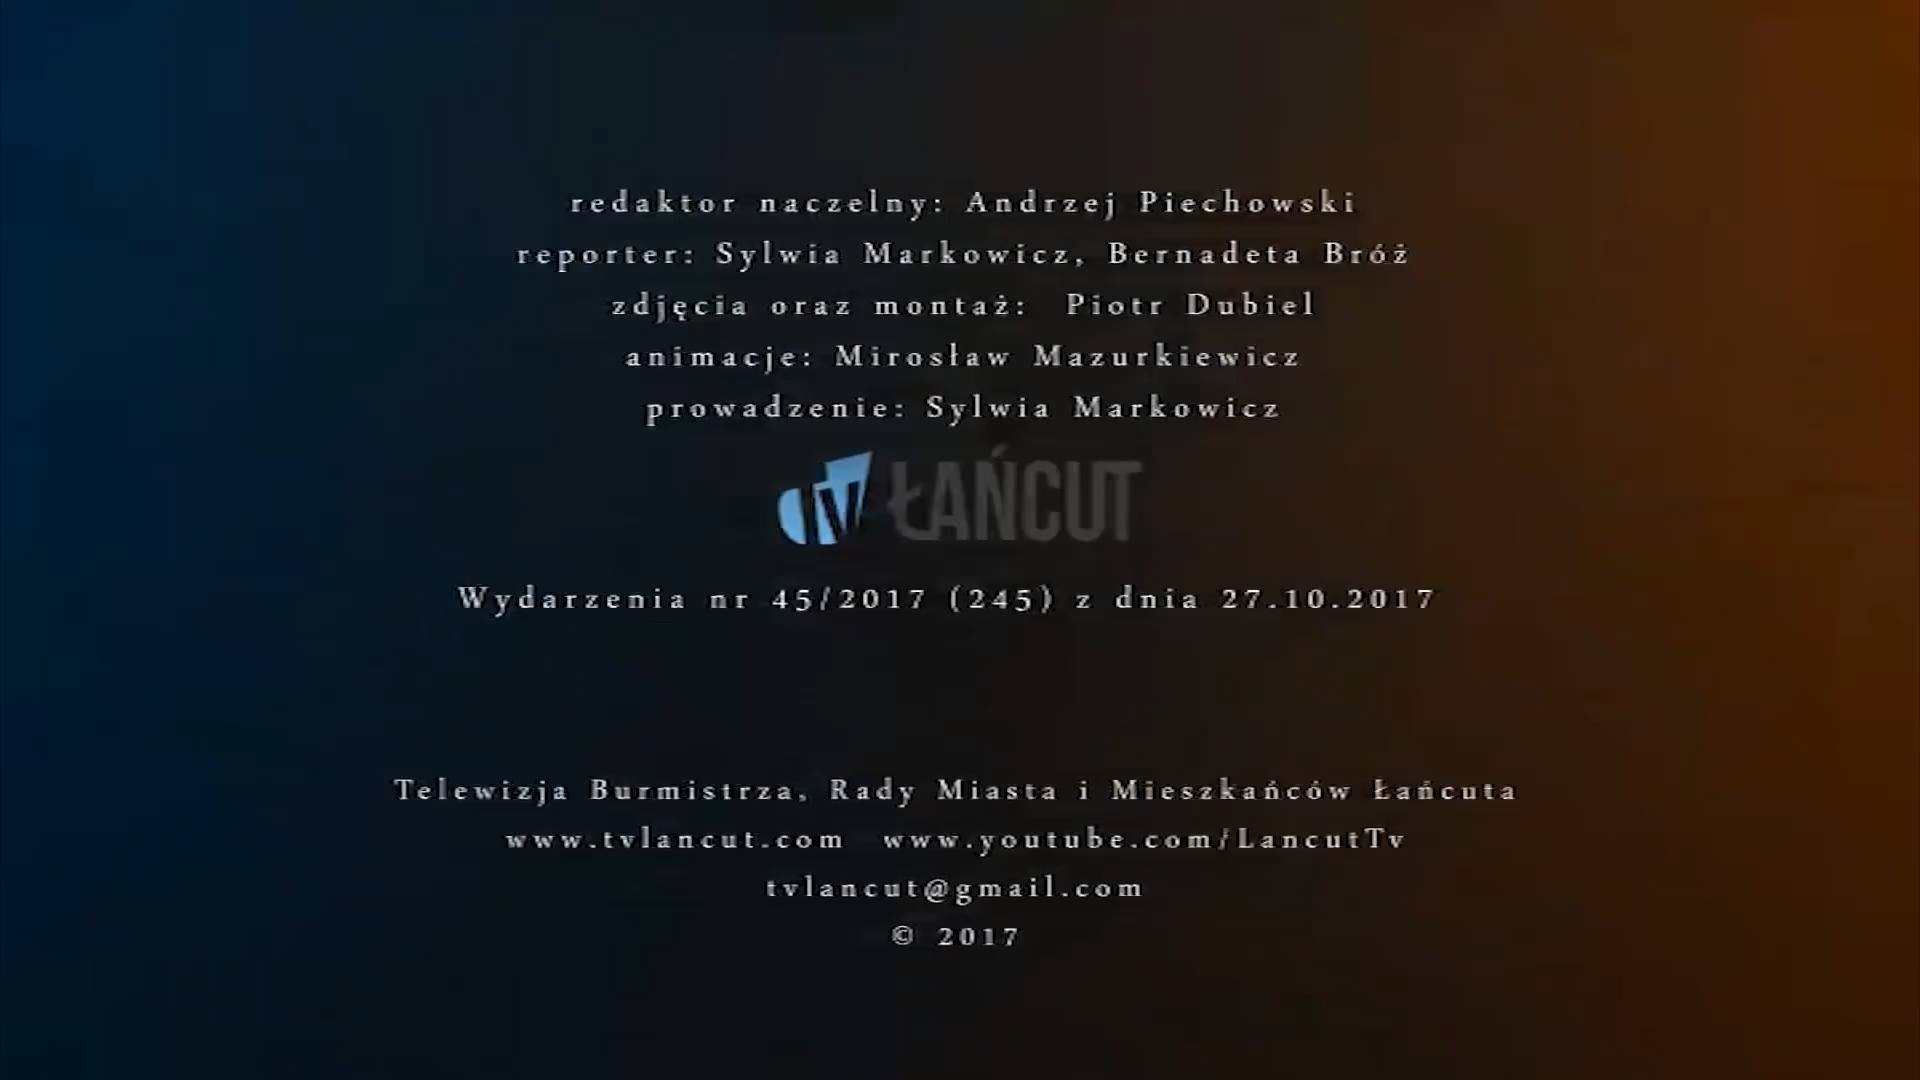 redaktor naczelny: Andrzej Piechowski
reporter: Sylwia Markowicz, Bernadeta Bróż
zdjęcia oraz montaż: Piotr Dubiel
animacje: Mirosław Mazurkiewicz
prowadzenie: Sylwia Markowicz
tv ŁAŃCUT
Wydarzenia nr 45/2017 (245) z dnia 27.10.2017
Telewizja Burmistrza, Rady Miasta i Mieszkańców Łańcuta
www.tvlancut.com www.youtube.com/LancutTv
tvlancut@gmail.com
© 2017